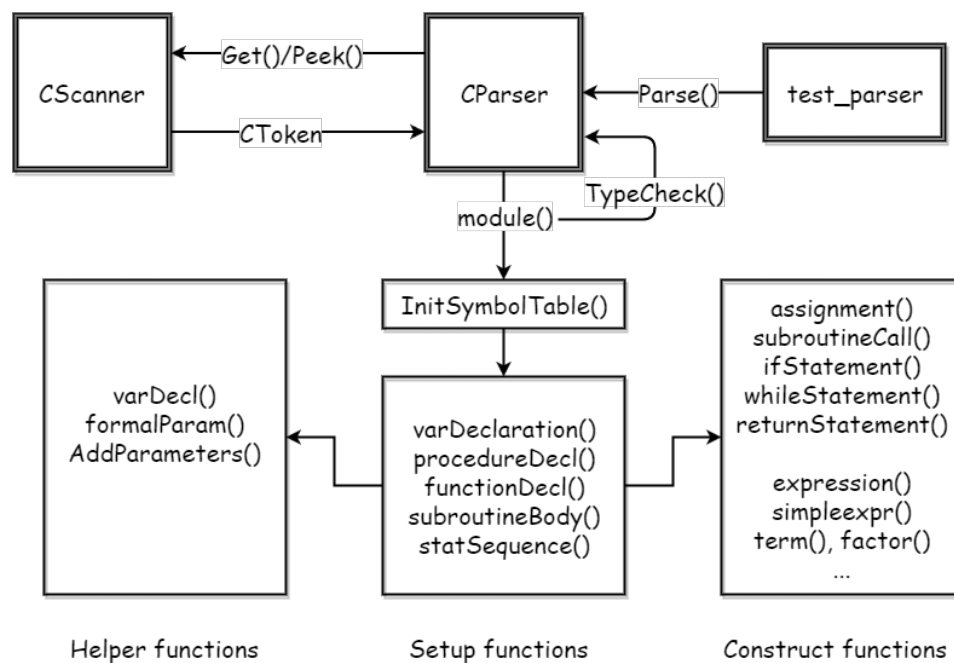 Get()/Peek()
CScanner
CParser
Parse()
test_parser
CToken
TypeCheck()
module()
InitSymbolTable()
varDecl()
formalParam()
AddParameters()
varDeclaration()
procedureDecl()
functionDecl()
subroutineBody()
statSequence()
assignment()
subroutineCall()
ifStatement()
whileStatement()
returnStatement()
expression()
simpleexpr()
term(), factor()
...
Helper functions
Setup functions
Construct functions